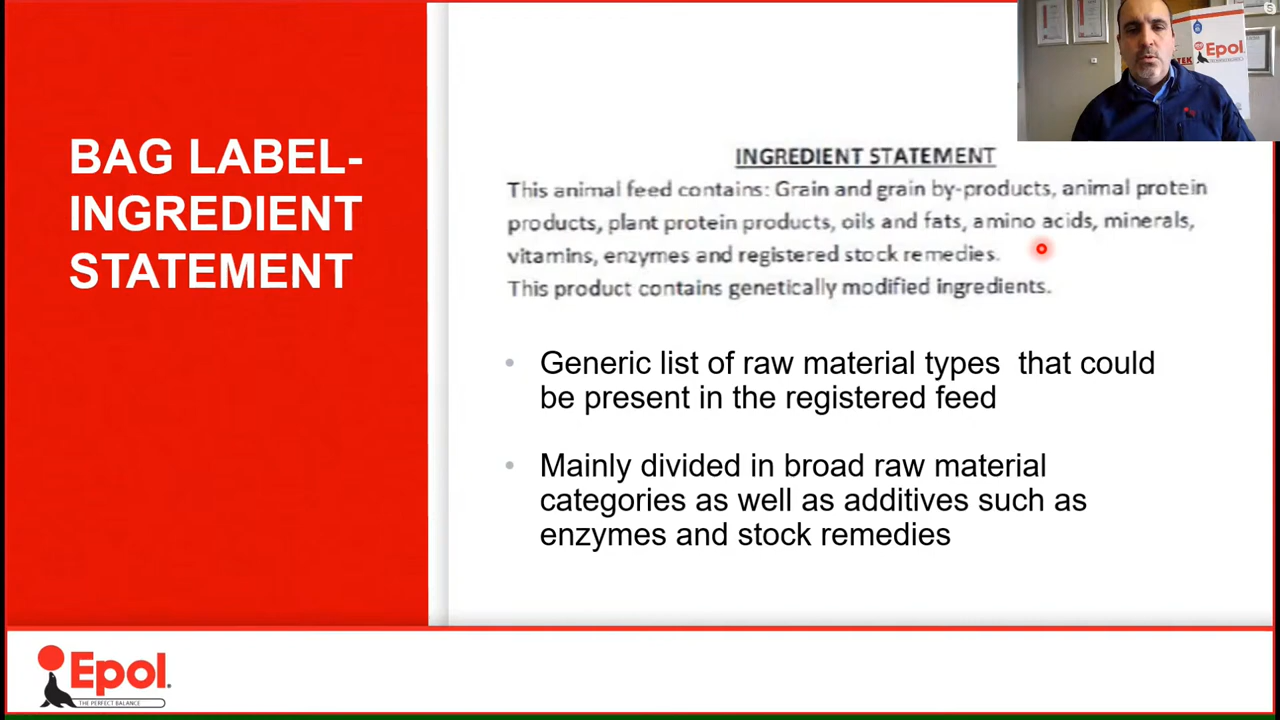 BAG LABEL-
INGREDIENT
STATEMENT
INGREDIENT STATEMENT
This animal feed contains: Grain and grain by-products, animal protein
products, plant protein products, oils and fats, amino acids, minerals,
vitamins, enzymes and registered stock remedies.
This product contains genetically modified ingredients.
• Generic list of raw material types that could
be present in the registered feed
• Mainly divided in broad raw material
categories as well as additives such as
enzymes and stock remedies
Epol
Epol
THE PERFECT BALANCE